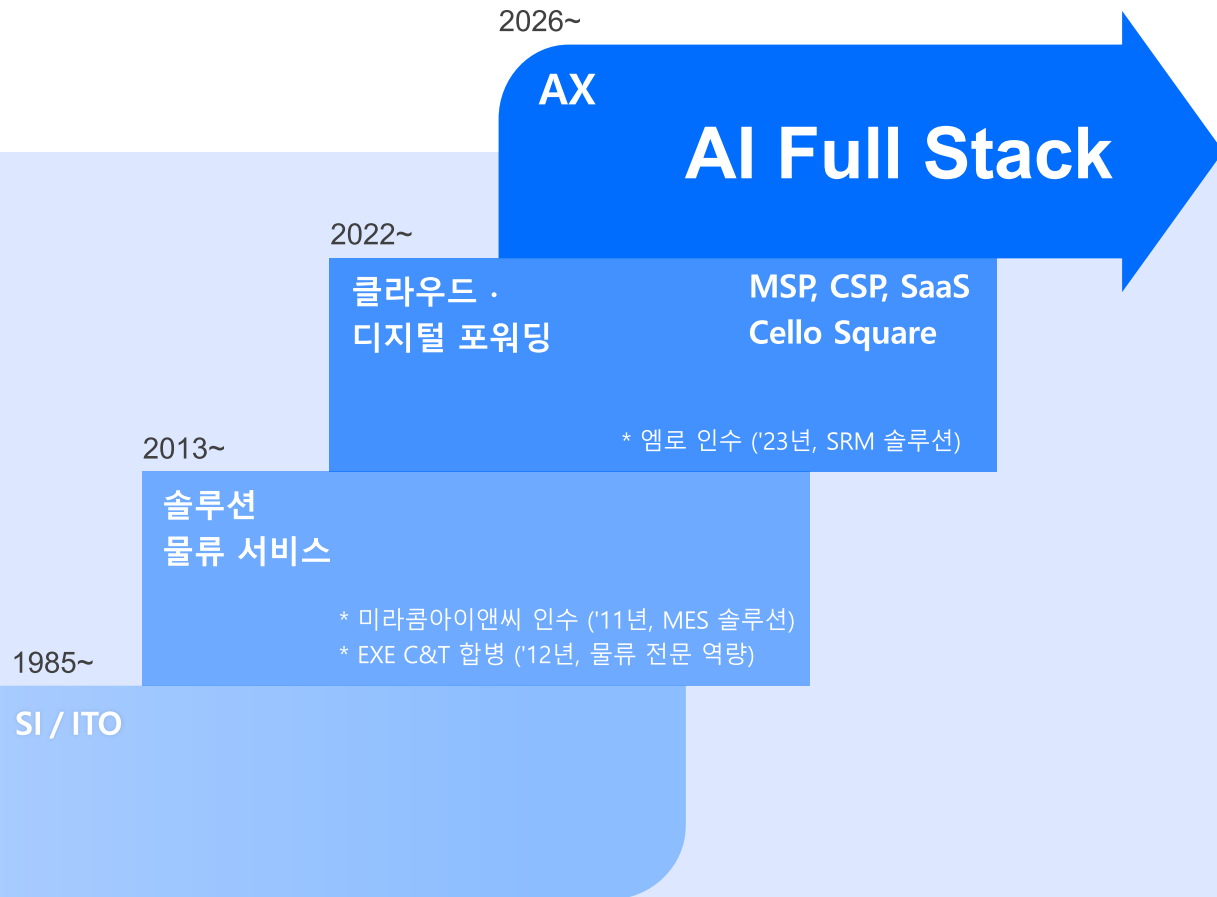 2026~
AX
AI Full Stack
2022~
클라우드 ·
디지털 포워딩
MSP, CSP, SaaS
Cello Square
* 엠로 인수 ('23년, SRM 솔루션)
2013~
솔루션
물류 서비스
* 미라콤아이앤씨 인수 ('11년, MES 솔루션)
* EXE C&T 합병 ('12년, 물류 전문 역량)
1985~
SI / ITO